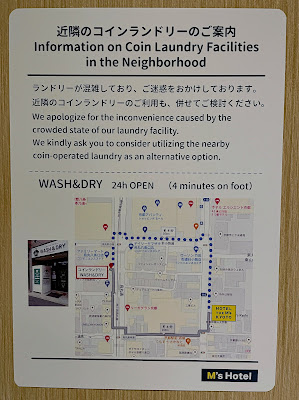 近隣のコインランドリーのご案内
Information on Coin Laundry Facilities
in the Neighborhood
ランドリーが混雑しており、ご迷惑をおかけしております。
近隣のコインランドリーのご利用も、併せてご検討ください。
We apologize for the inconvenience caused by the
crowded state of our laundry facility.
We kindly ask you to consider utilizing the nearby
coin-operated laundry as an alternative option.
WASH&DRY 24h OPEN (4 minutes on foot)
WASH&DRY
コインランドリー
WASH&DRY
HOTEL
THE M's
KYOTO
M's Hotel